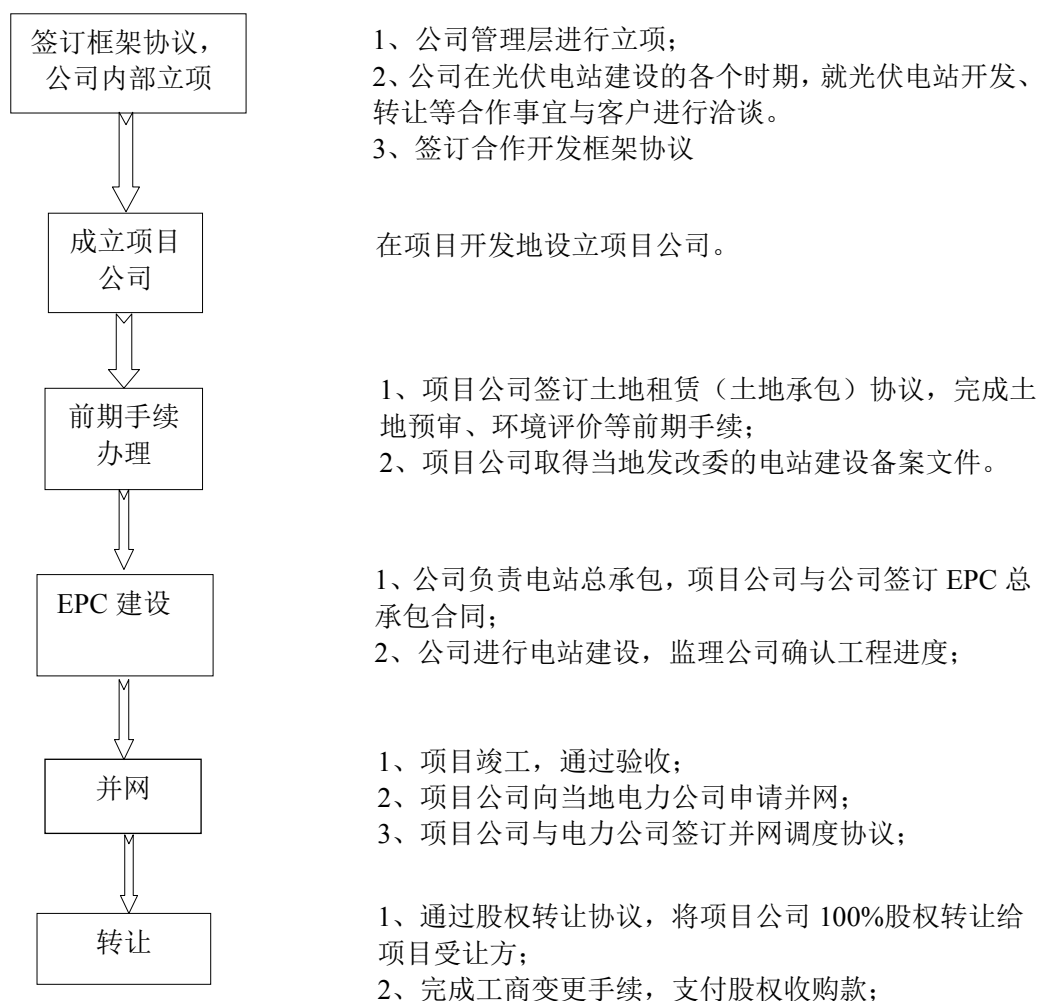 签订框架协议，
公司内部立项
1、公司管理层进行立项；
2、公司在光伏电站建设的各个时期，就光伏电站开发、
转让等合作事宜与客户进行洽谈。
3、签订合作开发框架协议
成立项目
公司
在项目开发地设立项目公司。
前期手续
办理
1、项目公司签订土地租赁（土地承包）协议，完成土
地预审、环境评价等前期手续；
2、项目公司取得当地发改委的电站建设备案文件。
EPC 建设
1、公司负责电站总承包，项目公司与公司签订 EPC 总
承包合同；
2、公司进行电站建设，监理公司确认工程进度；
并网
1、项目竣工，通过验收；
2、项目公司向当地电力公司申请并网；
3、项目公司与电力公司签订并网调度协议；
转让
1、通过股权转让协议，将项目公司 100%股权转让给
项目受让方；
2、完成工商变更手续，支付股权收购款；